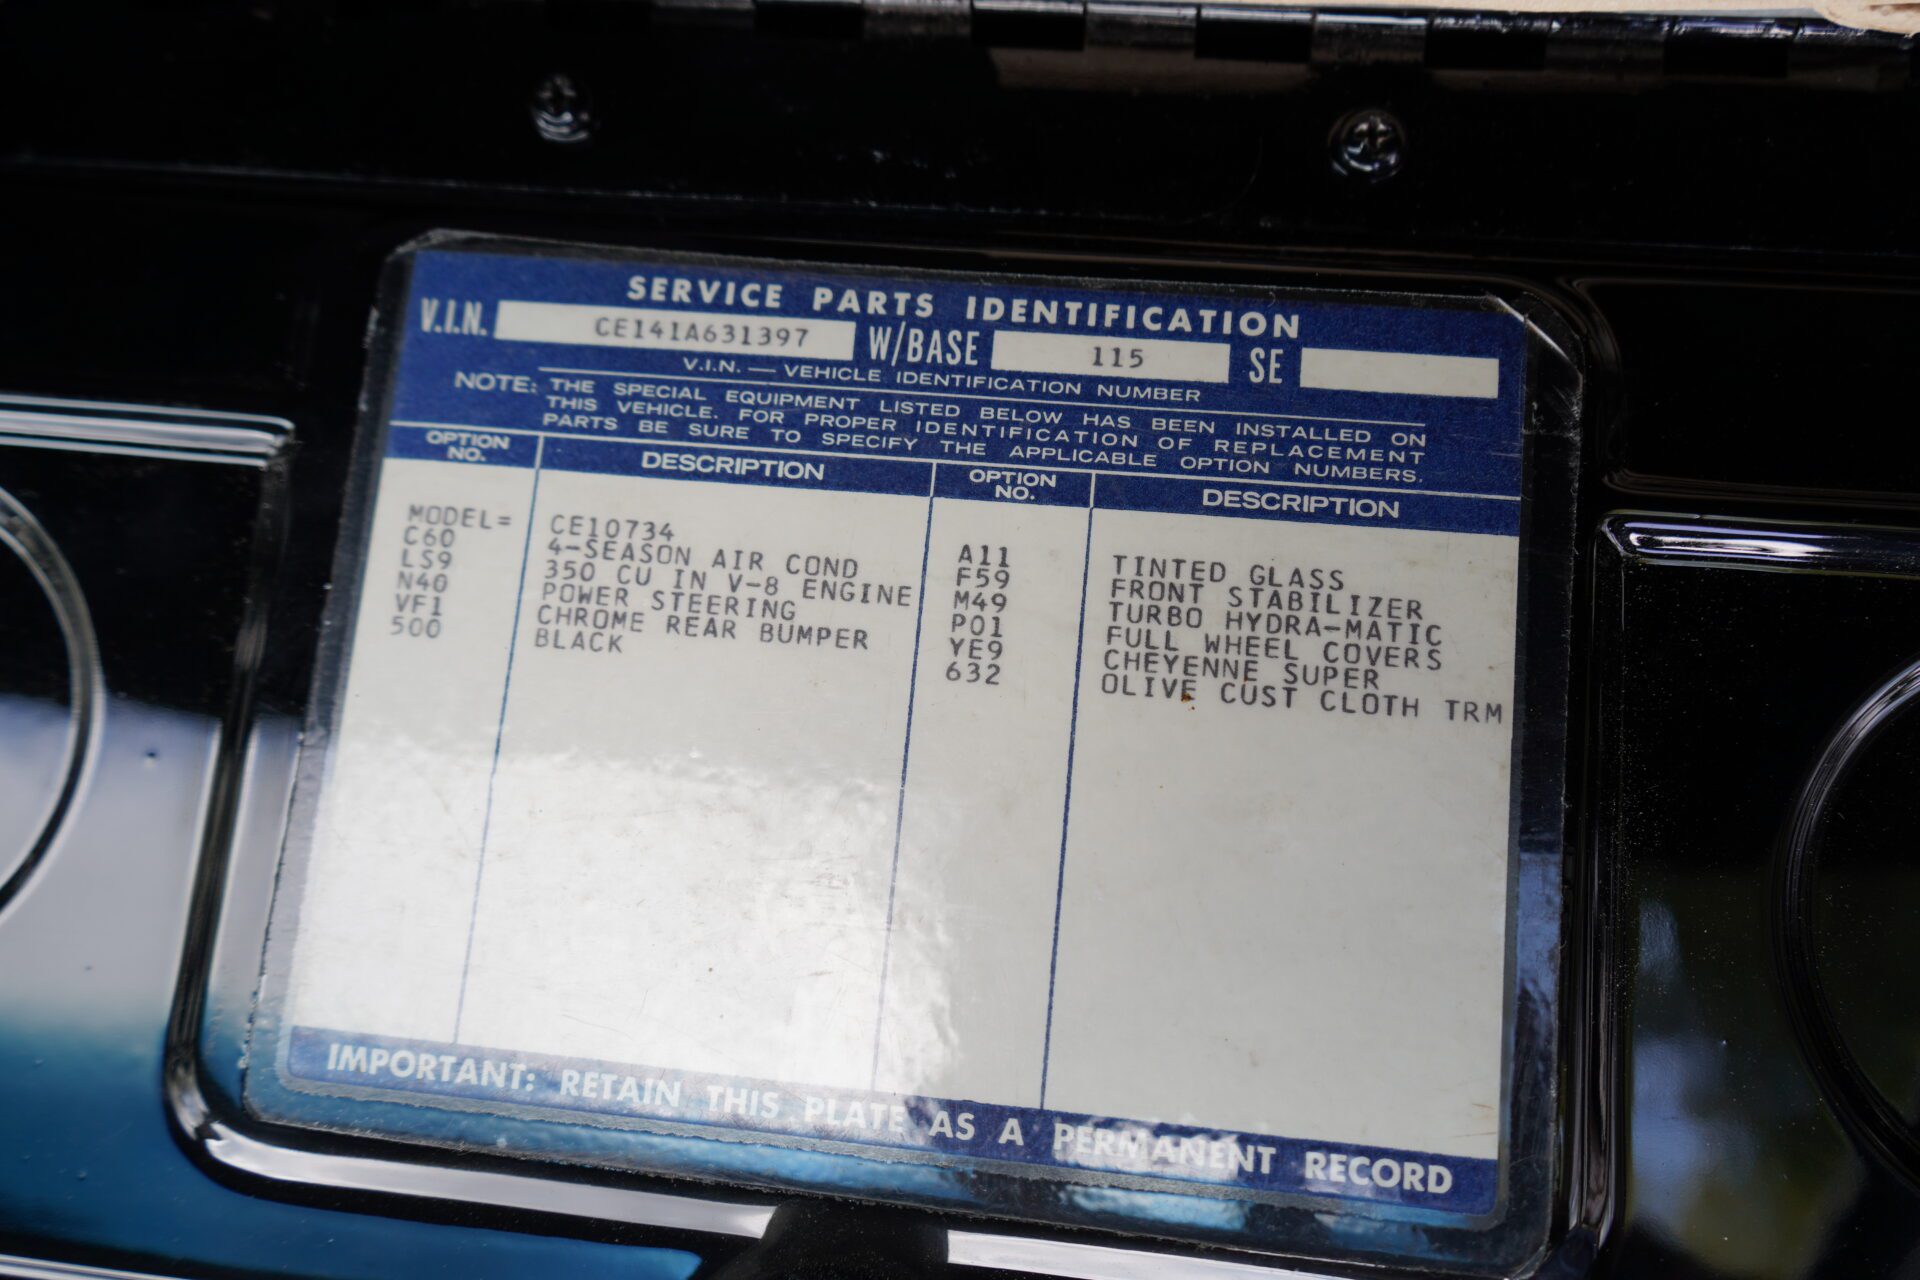 SERVICE PARTS IDENTIFICATION
V.I.N. CE141A631397 W/BASE 115 SE
V.I.N. — VEHICLE IDENTIFICATION NUMBER
NOTE: THE SPECIAL EQUIPMENT LISTED BELOW HAS BEEN INSTALLED ON
THIS VEHICLE. FOR PROPER IDENTIFICATION OF REPLACEMENT
PARTS BE SURE TO SPECIFY THE APPLICABLE OPTION NUMBERS.
OPTION NO. DESCRIPTION OPTION NO. DESCRIPTION
MODEL= CE10734
C60 4-SEASON AIR COND A11 TINTED GLASS
LS9 350 CU IN V-8 ENGINE F59 FRONT STABILIZER
N40 POWER STEERING M49 TURBO HYDRA-MATIC
VF1 CHROME REAR BUMPER P01 FULL WHEEL COVERS
500 BLACK YE9 CHEYENNE SUPER
632 OLIVE CUST CLOTH TRM
IMPORTANT: RETAIN THIS PLATE AS A PERMANENT RECORD